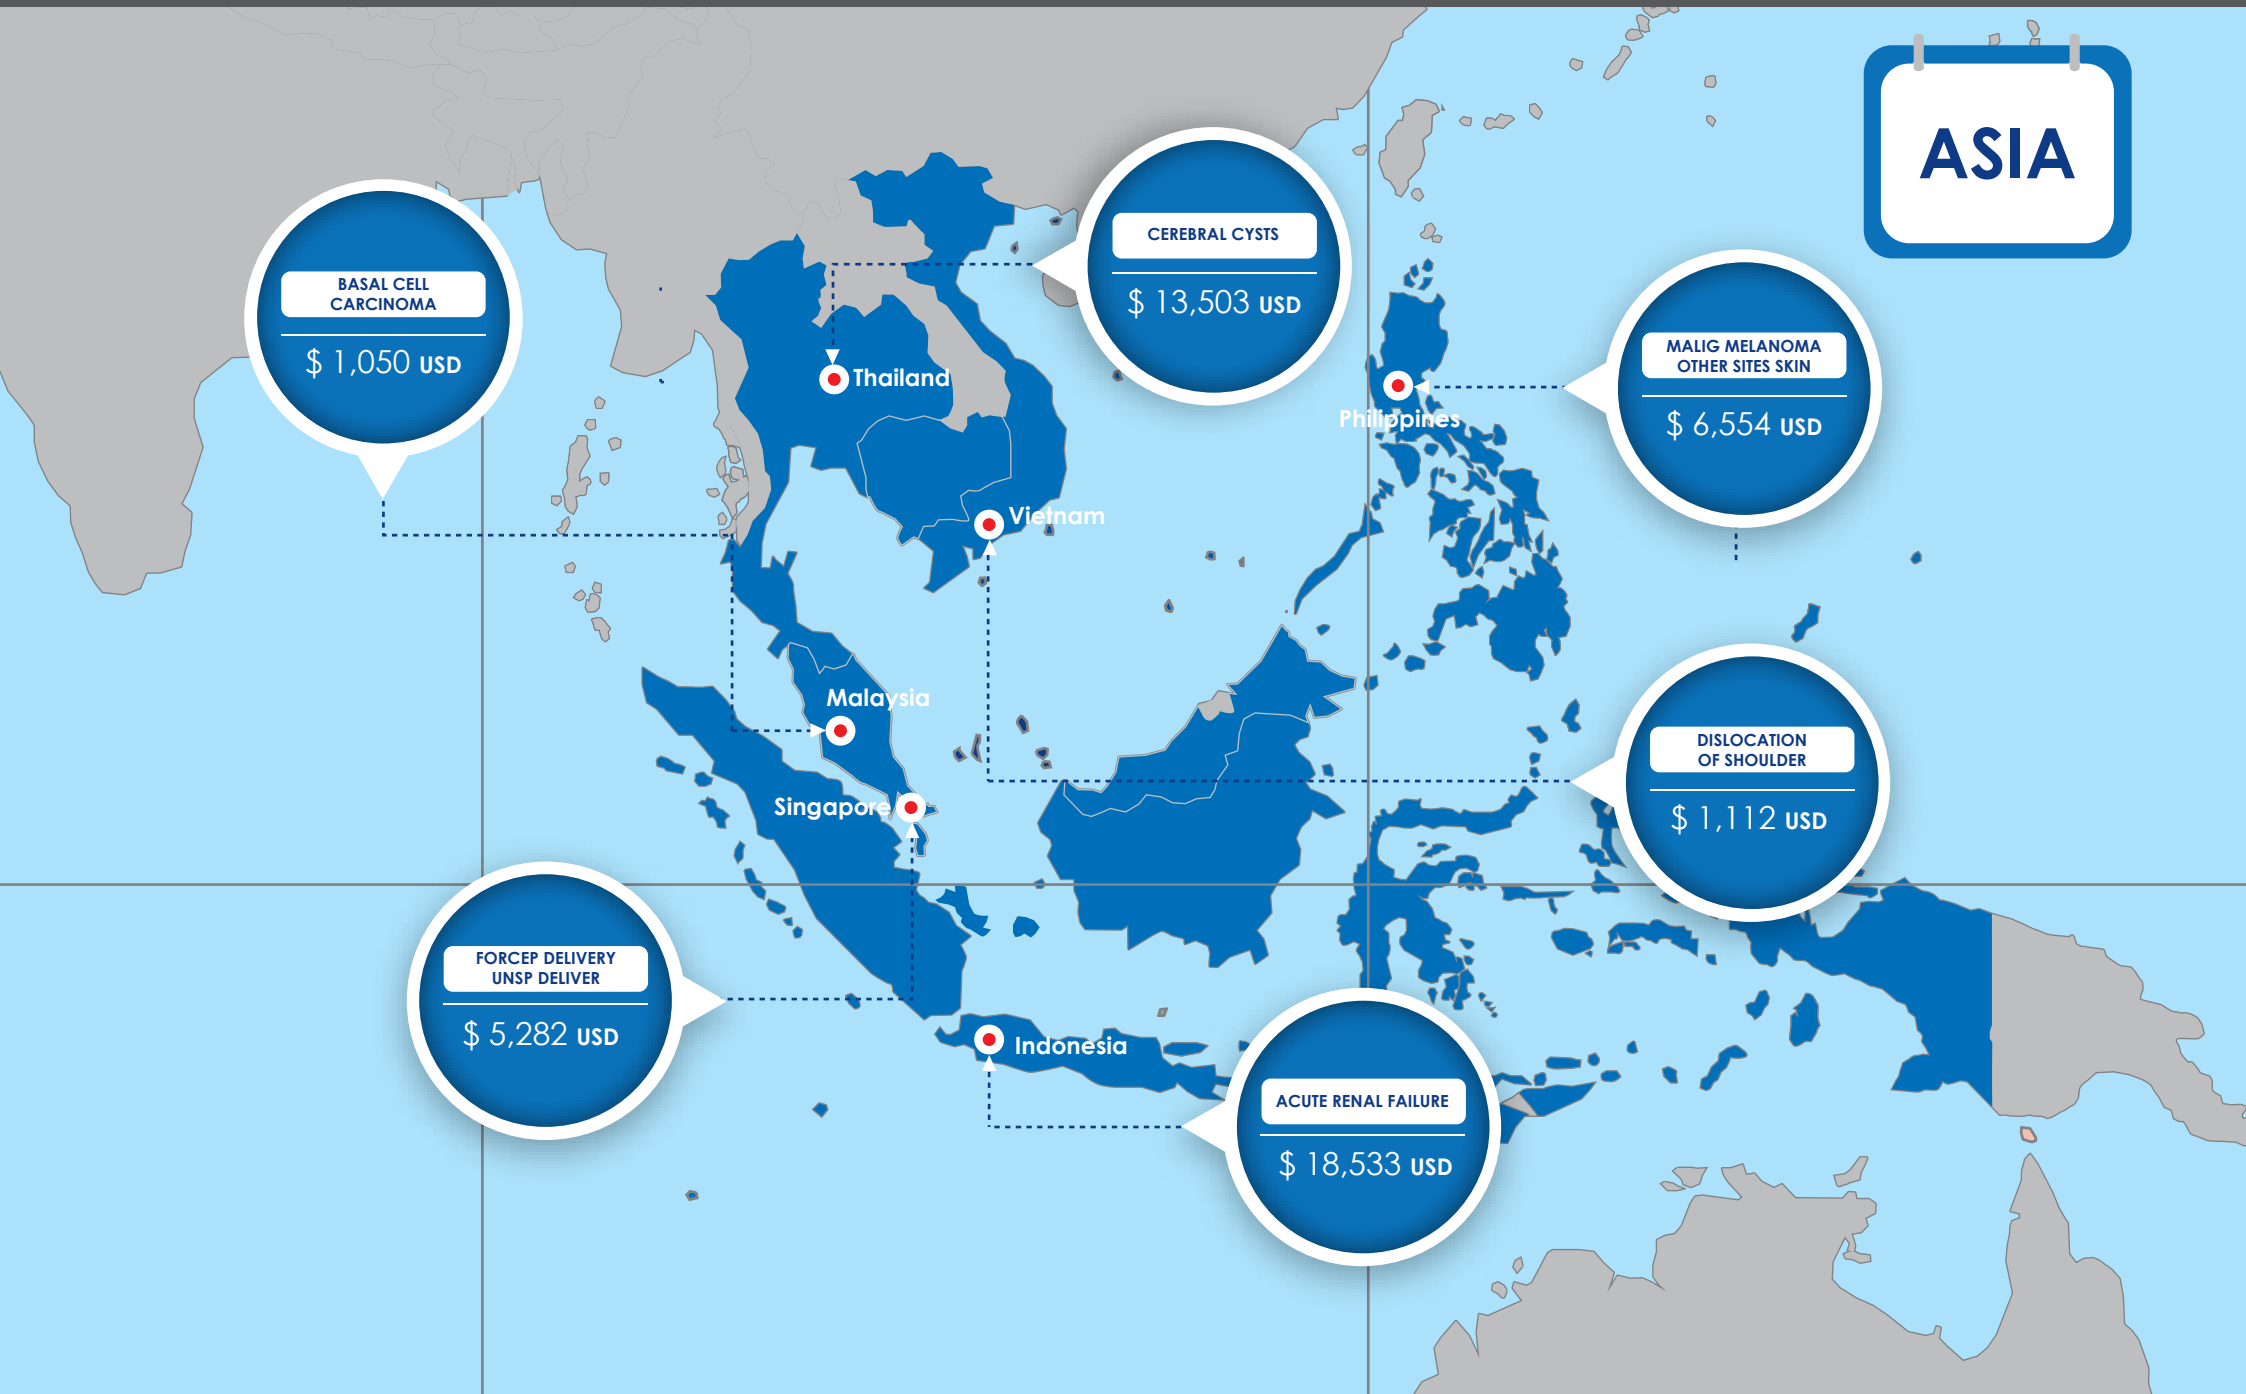 ASIA
CEREBRAL CYSTS
$ 13,503 USD
BASAL CELL
CARCINOMA
$ 1,050 USD
MALIG MELANOMA
OTHER SITES SKIN
$ 6,554 USD
Thailand
Philippines
Vietnam
Malaysia
Singapore
DISLOCATION
OF SHOULDER
$ 1,112 USD
FORCEP DELIVERY
UNSP DELIVER
$ 5,282 USD
Indonesia
ACUTE RENAL FAILURE
$ 18,533 USD